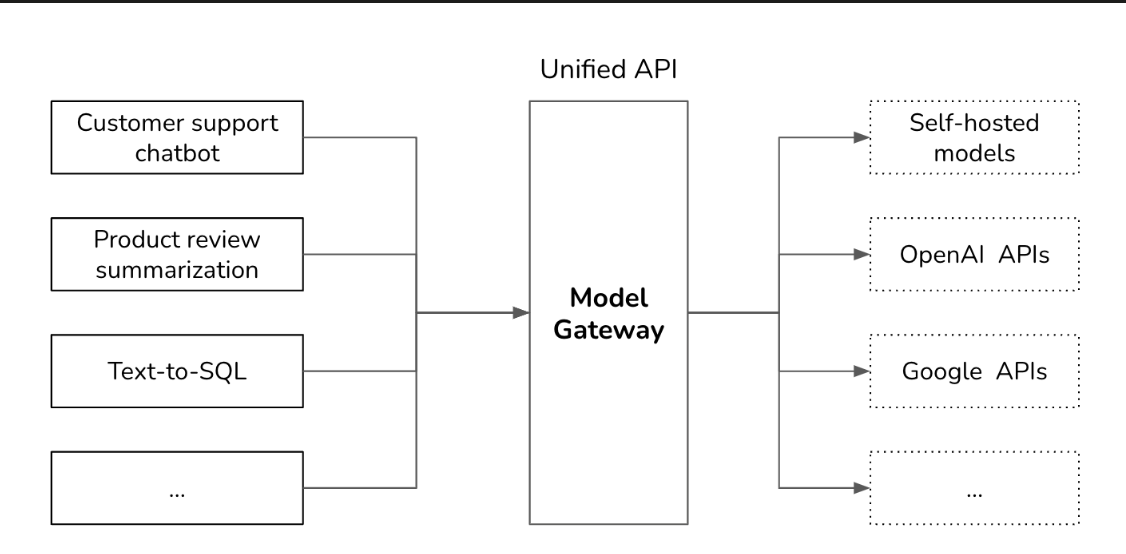 Unified API
Customer support
chatbot
Product review
summarization
Text-to-SQL
...
Model
Gateway
Self-hosted
models
OpenAI APIs
Google APIs
...